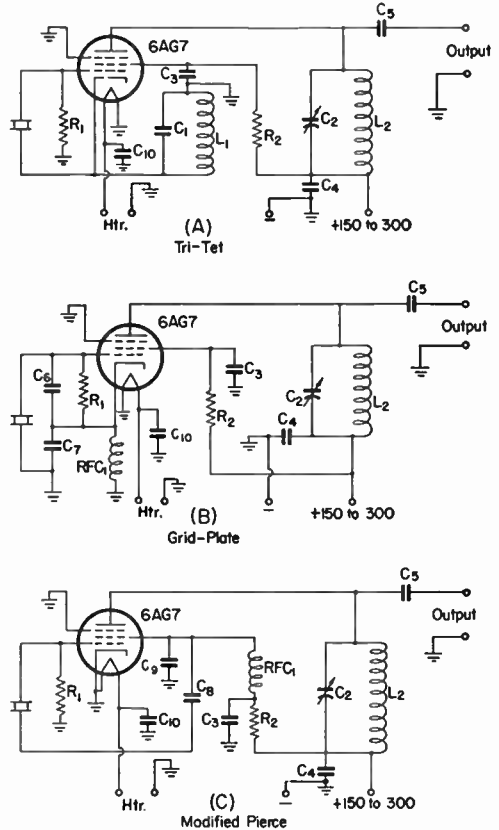 C5
6AG7
Output
C3
R1
C1
L1
R2
C2
L2
C10
C4
Htr.
(A)
Tri-Tet
+150 to 300
C5
6AG7
Output
C6
R1
C3
C2
L2
R2
C7
RFC1
C10
C4
Htr.
(B)
Grid-Plate
+150 to 300
C5
6AG7
Output
RFC1
C9
C8
R1
C2
L2
C10
C3
R2
C4
Htr.
(C)
Modified Pierce
+150 to 300